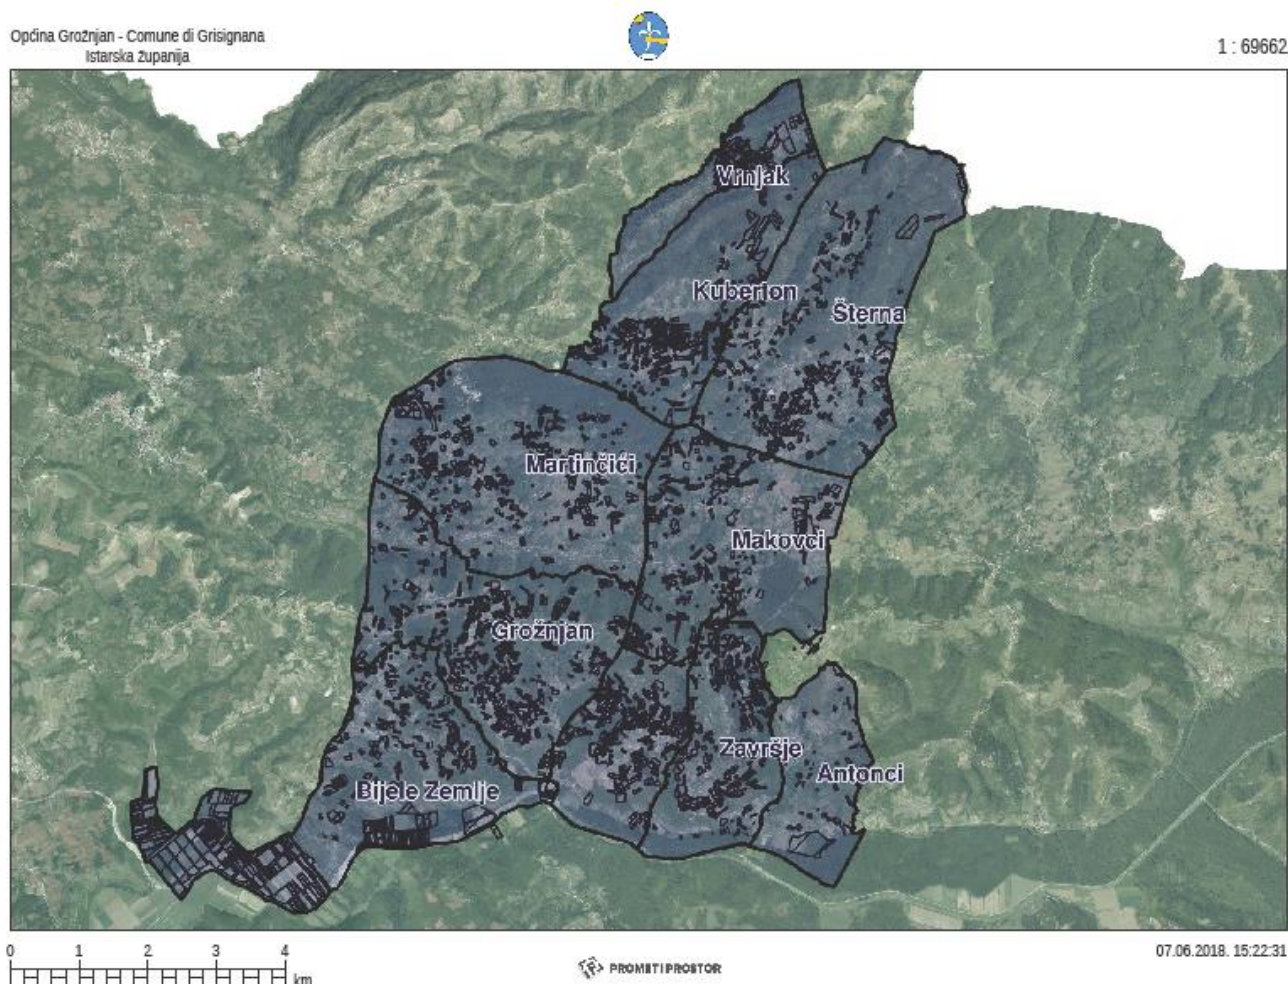 Općina Grožnjan - Comune di Grisignana
Istarska županija
1 : 69662
Vrnjak
Kuberton
Šterna
Martinčići
Makovci
Grožnjan
Završje
Antonci
Bijele Zemlje
0 1 2 3 4
km
PROMET I PROSTOR
07.06.2018. 15:22:31